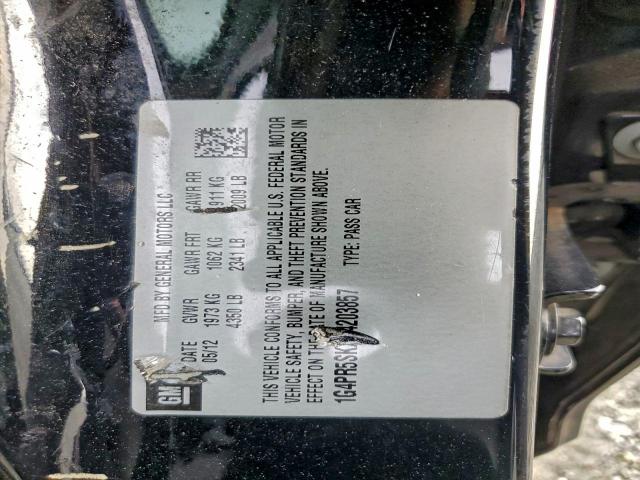 GM
MFD BY GENERAL MOTORS LLC
DATE GVWR GAWR FRT GAWR RR
05/12 1973 KG 1062 KG 911 KG
4350 LB 2341 LB 2009 LB
THIS VEHICLE CONFORMS TO ALL APPLICABLE U.S. FEDERAL MOTOR
VEHICLE SAFETY, BUMPER, AND THEFT PREVENTION STANDARDS IN
EFFECT ON THE DATE OF MANUFACTURE SHOWN ABOVE.
TYPE: PASS CAR